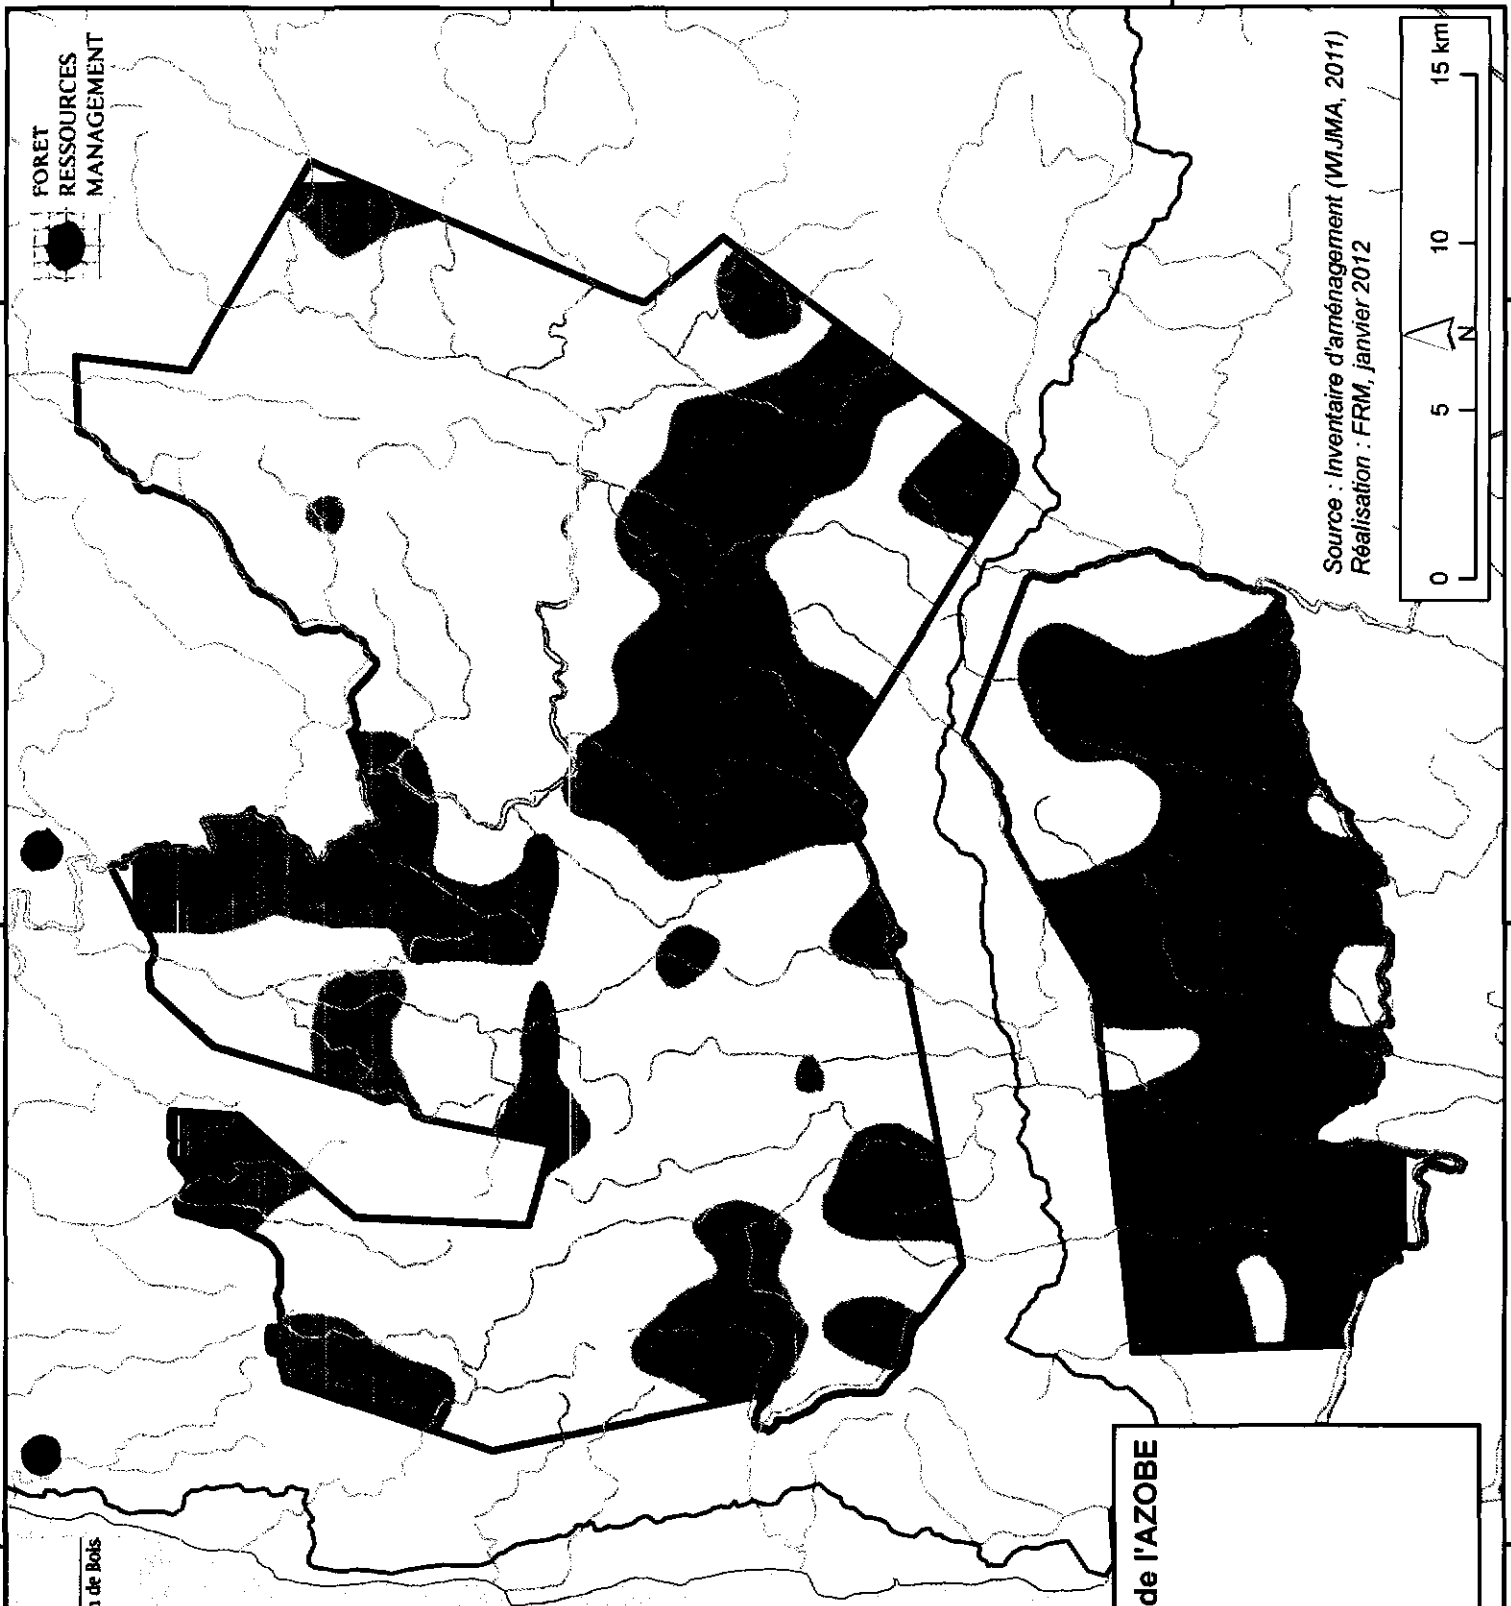 FORET
RESSOURCES
MANAGEMENT
n de Bois
de l'AZOBE
Source : Inventaire d'aménagement (WIJMA, 2011)
Réalisation : FRM, janvier 2012
0 5 10 15 km
N